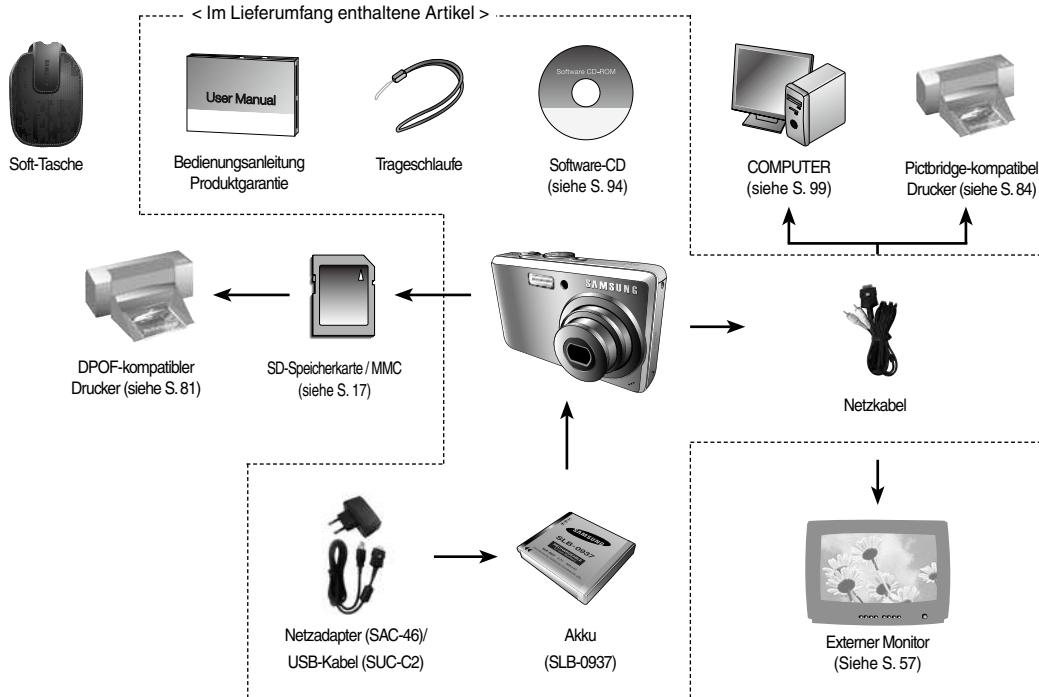 < Im Lieferumfang enthaltene Artikel >
User Manual
Software CD-ROM
Soft-Tasche
Bedienungsanleitung
Produktgarantie
Trageschlaufe
Software-CD
(siehe S. 94)
COMPUTER
(siehe S. 99)
Pictbridge-kompatibel
Drucker (siehe S. 84)
SAMSUNG
DPOF-kompatibler
Drucker (siehe S. 81)
SD-Speicherkarte / MMC
(siehe S. 17)
Netzkabel
SAMSUNG
SLB-0937
Netzadapter (SAC-46)/
USB-Kabel (SUC-C2)
Akku
(SLB-0937)
Externer Monitor
(Siehe S. 57)